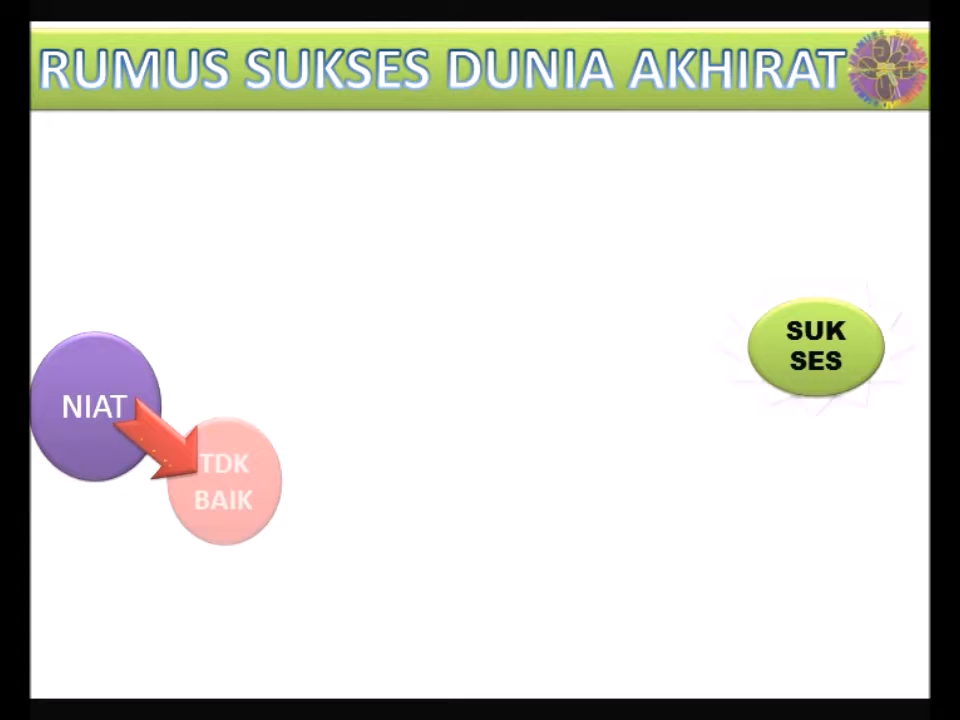 RUMUS SUKSES DUNIA AKHIRAT
SUK
SES
NIAT
TDK
BAIK